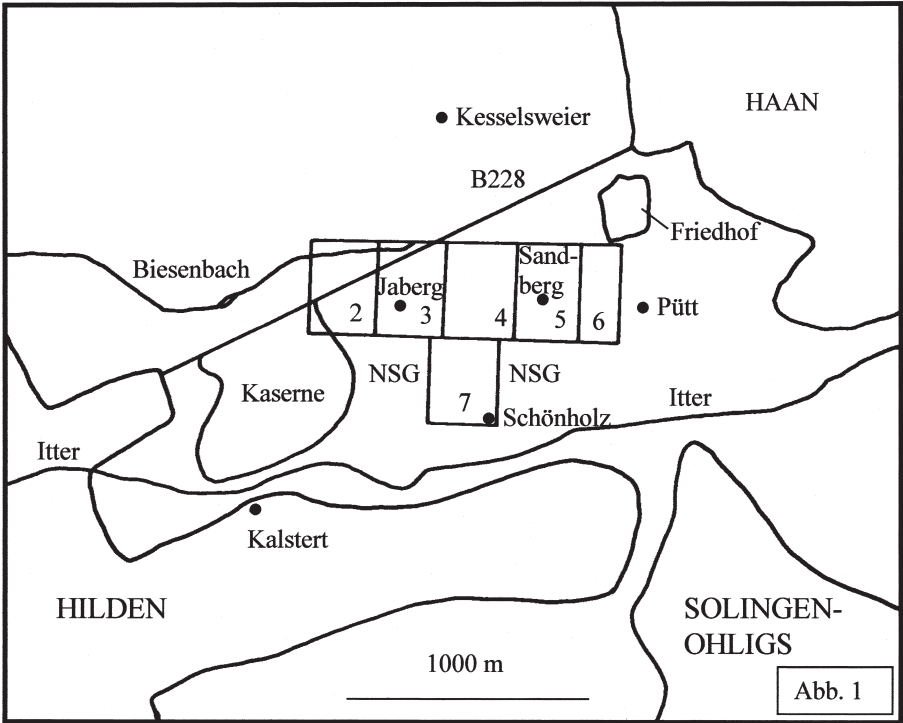 HAAN
Kesselsweier
B228
Friedhof
Sand-
berg
Biesenbach
Jaberg
Pütt
2
3
4
5
6
NSG
NSG
Kaserne
7
Itter
Schönholz
Itter
Kalstert
HILDEN
SOLINGEN-
OHLIGS
1000 m
Abb. 1